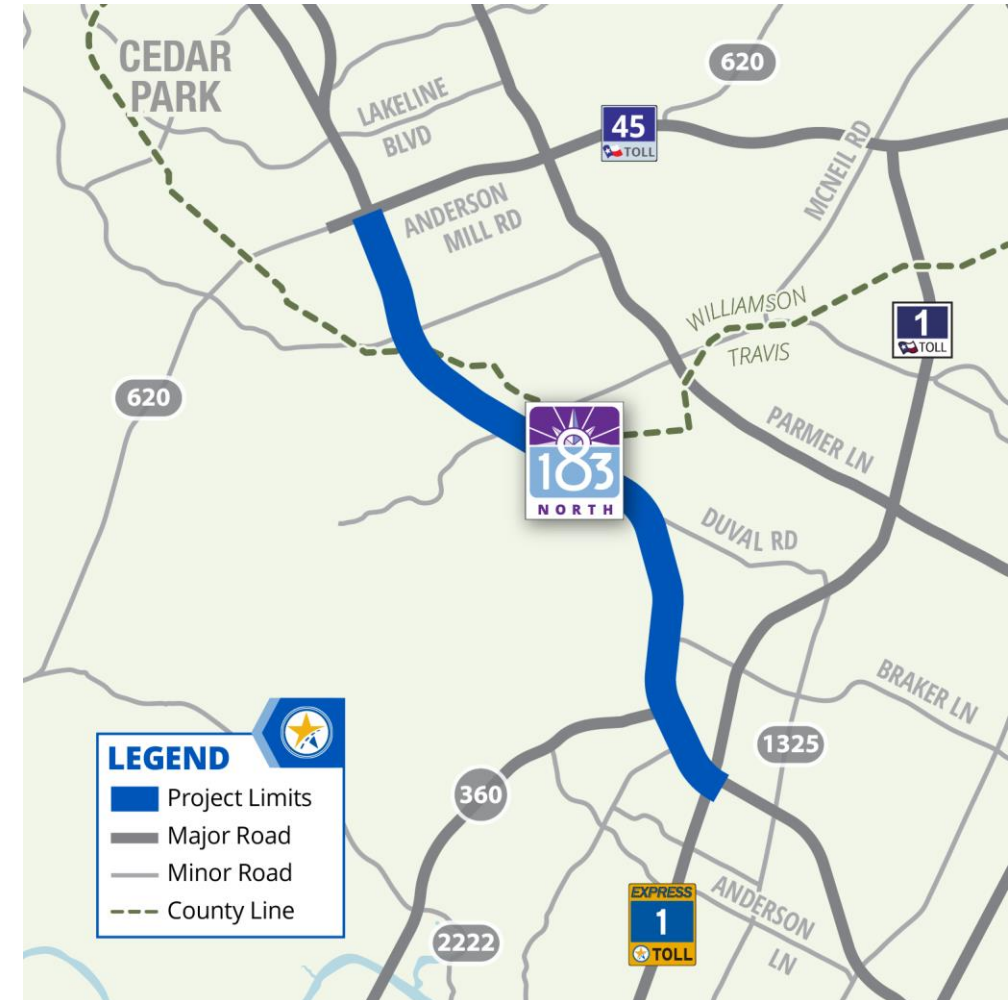 CEDAR
PARK
620
LAKELINE
BLVD
45
TOLL
MCNEIL RD
ANDERSON
MILL RD
WILLIAMSON
TRAVIS
1
TOLL
620
183
NORTH
PARMER LN
DUVAL RD
BRAKER LN
1325
360
LEGEND
Project Limits
Major Road
Minor Road
County Line
EXPRESS
1
TOLL
ANDERSON
LN
2222